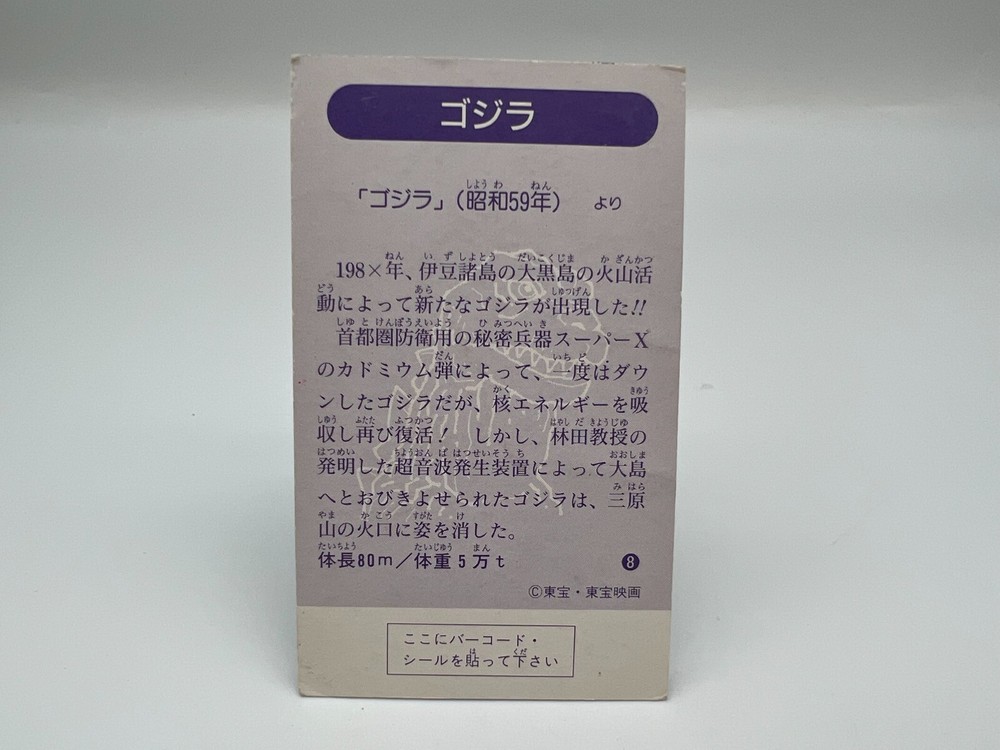 ゴジラ
「ゴジラ」(昭和59年) より
198×年、伊豆諸島の大黒島の火山活
動によって新たなゴジラが出現した!!
首都圏防衛用の秘密兵器スーパーX
のカドミウム弾によって、一度はダウ
ンしたゴジラだが、核エネルギーを吸
収し再び復活! しかし、林田教授の
発明した超音波発生装置によって大島
へとおびきよせられたゴジラは、三原
山の火口に姿を消した。
体長80m/体重5万t
8
©東宝・東宝映画
ここにバーコード・
シールを貼って下さい